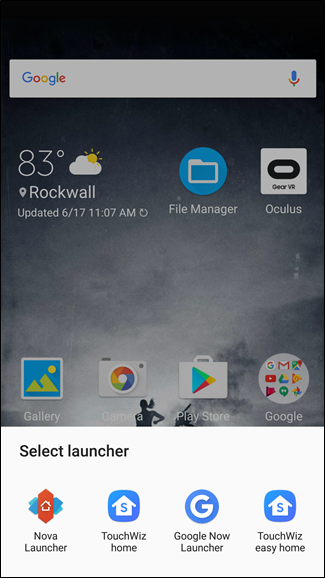 Google
83°
Rockwall
Updated 6/17 11:07 AM
File Manager
Gear VR
Oculus
Gallery
Camera
Play Store
Google
Select launcher
Nova
Launcher
TouchWiz
home
Google Now
Launcher
TouchWiz
easy home